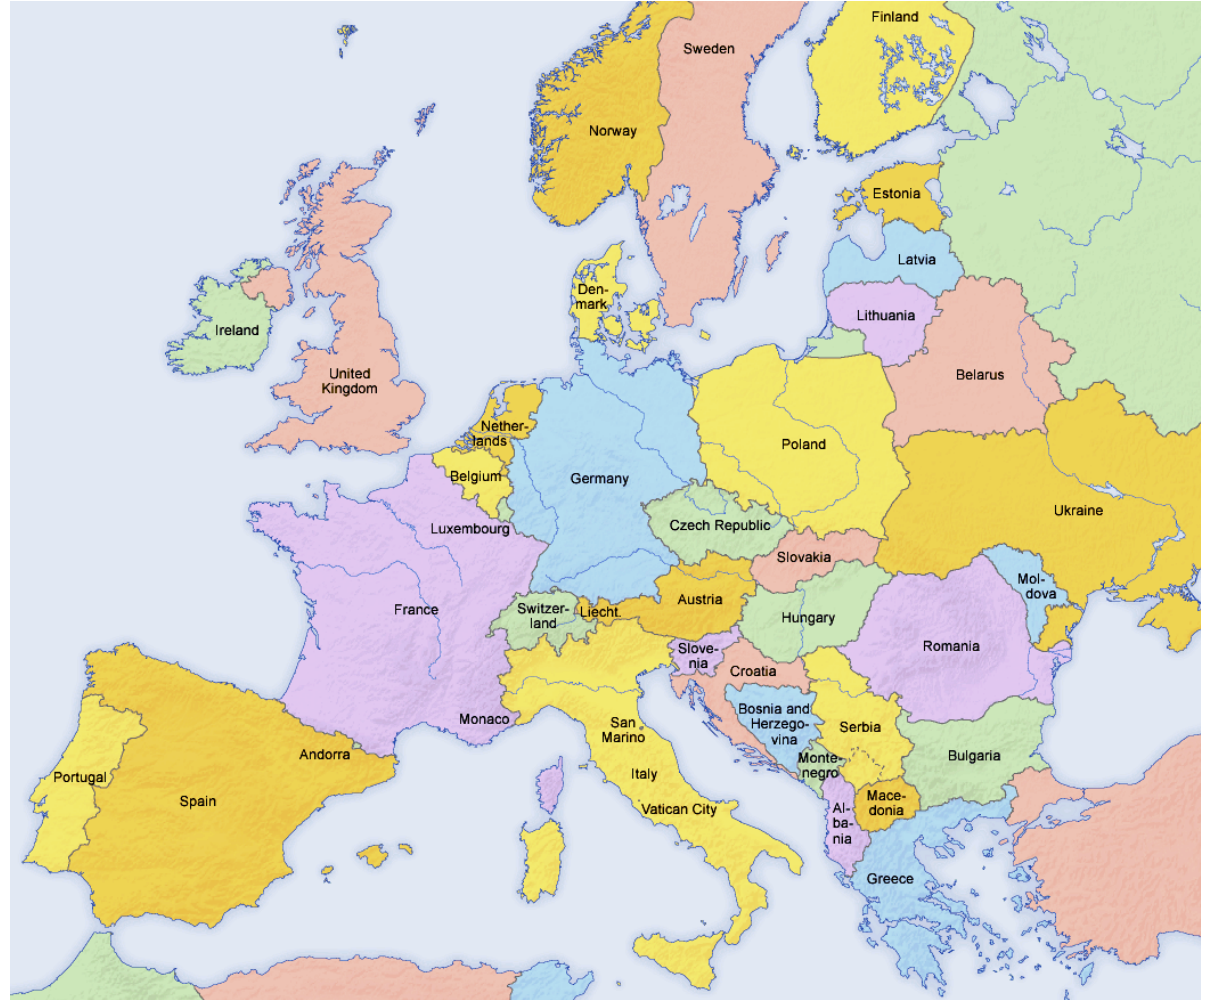 Finland
Sweden
Norway
Estonia
Latvia
Den-
mark
Lithuania
Ireland
United
Kingdom
Belarus
Nether-
lands
Poland
Belgium
Germany
Ukraine
Luxembourg
Czech Republic
Slovakia
Mol-
dova
Austria
France
Switzer-
land
Liecht.
Hungary
Romania
Slove-
nia
Croatia
Bosnia and
Herzego-
vina
Monaco
San
Marino
Serbia
Andorra
Bulgaria
Monte-
negro
Portugal
Italy
Spain
Vatican City
Mace-
donia
Al-
ba-
nia
Greece